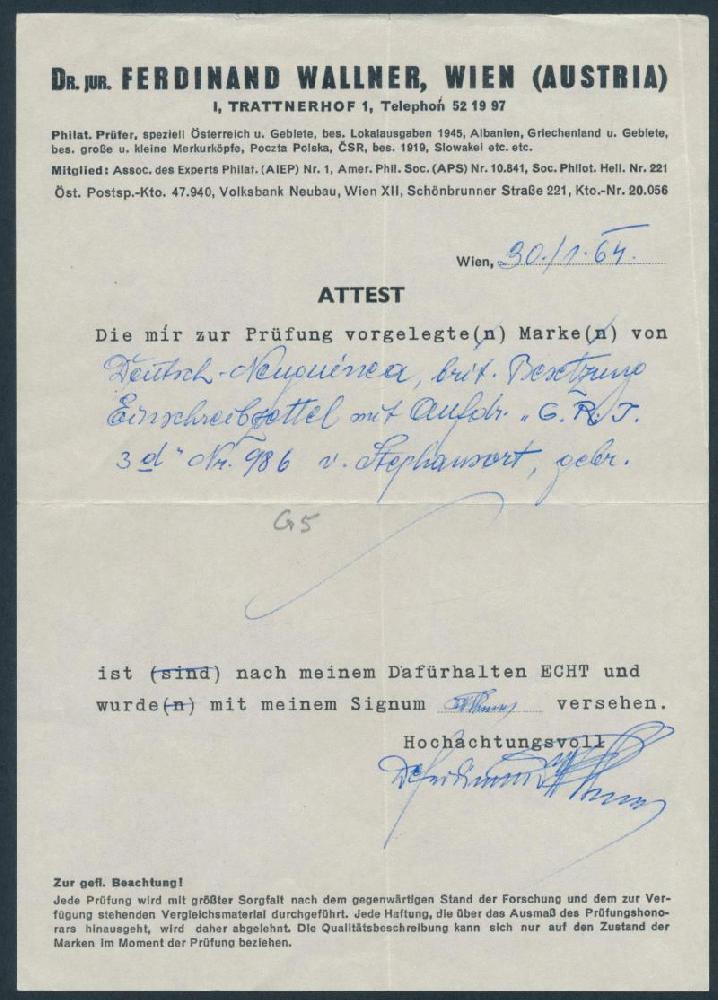 DR. JUR. FERDINAND WALLNER, WIEN (AUSTRIA)
I, TRATTNERHOF 1, Telephon 52 19 97
Philat. Prüfer, speziell Österreich u. Gebiete, bes. Lokalausgaben 1945, Albanien, Griechenland u. Gebiete,
bes. große u. kleine Merkurköpfe, Poczta Polska, ČSR, bes. 1919, Slowakei etc. etc.
Mitglied: Assoc. des Experts Philat. (AIEP) Nr. 1, Amer. Phil. Soc. (APS) Nr. 10.841, Soc. Philot. Hell. Nr. 221
Öst. Postsp.-Kto. 47.940, Volksbank Neubau, Wien XII, Schönbrunner Straße 221, Kto.-Nr. 20.056
Wien, 30./1. 64.
ATTEST
Die mir zur Prüfung vorgelegte(n) Marke(n) von
Deutsch-Neuguinea, brit. Besetzung
Einschreibzettel mit Aufdr. „G. R. I.
3 d" Nr. 986 v. Stephansort, gebr.
G5
ist (sind) nach meinem Dafürhalten ECHT und
wurde(n) mit meinem Signum versehen.
Hochachtungsvoll
Zur gefl. Beachtung!
Jede Prüfung wird mit größter Sorgfalt nach dem gegenwärtigen Stand der Forschung und dem zur Ver-
fügung stehenden Vergleichsmaterial durchgeführt. Jede Haftung, die über das Ausmaß des Prüfungshono-
rars hinausgeht, wird daher abgelehnt. Die Qualitätsbeschreibung kann sich nur auf den Zustand der
Marken im Moment der Prüfung beziehen.